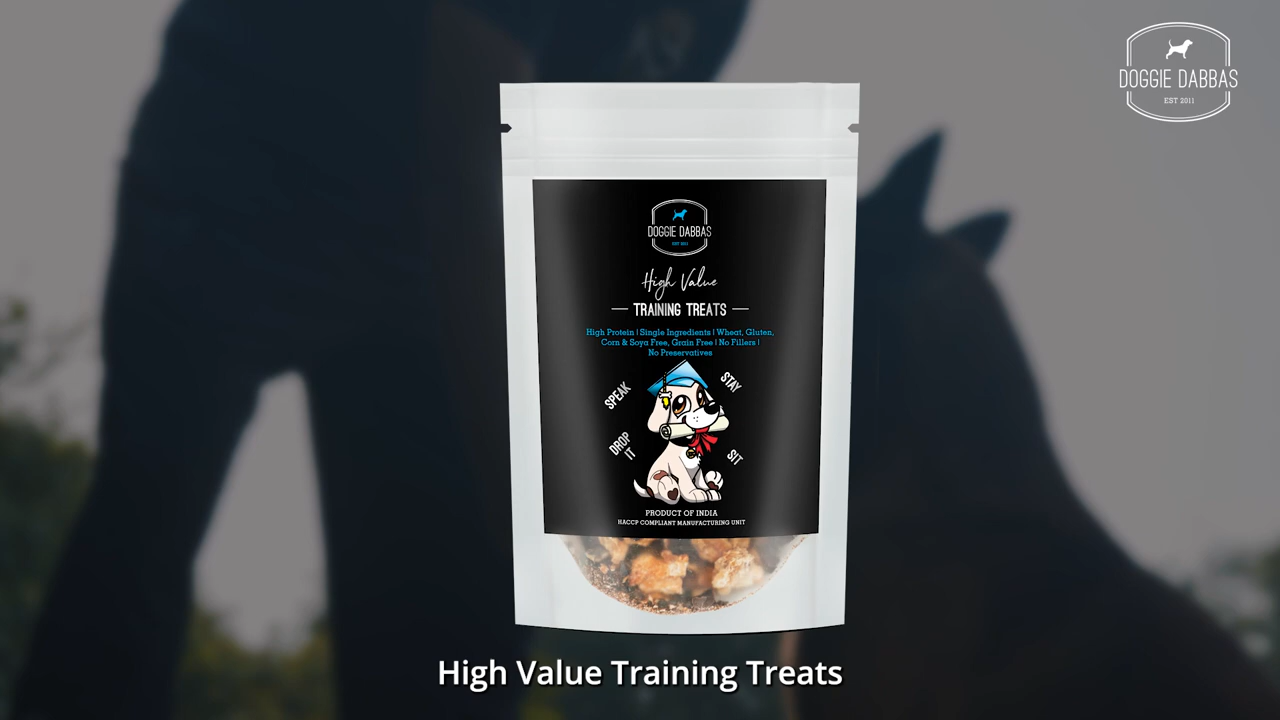 DOGGIE DABBAS
EST 2011
DOGGIE DABBAS
EST 2011
High Value
TRAINING TREATS
High Protein | Single Ingredients | Wheat, Gluten,
Corn & Soya Free, Grain Free | No Fillers |
No Preservatives
SPEAK
STAY
DROP
IT
SIT
PRODUCT OF INDIA
HACCP COMPLIANT MANUFACTURING UNIT
High Value Training Treats